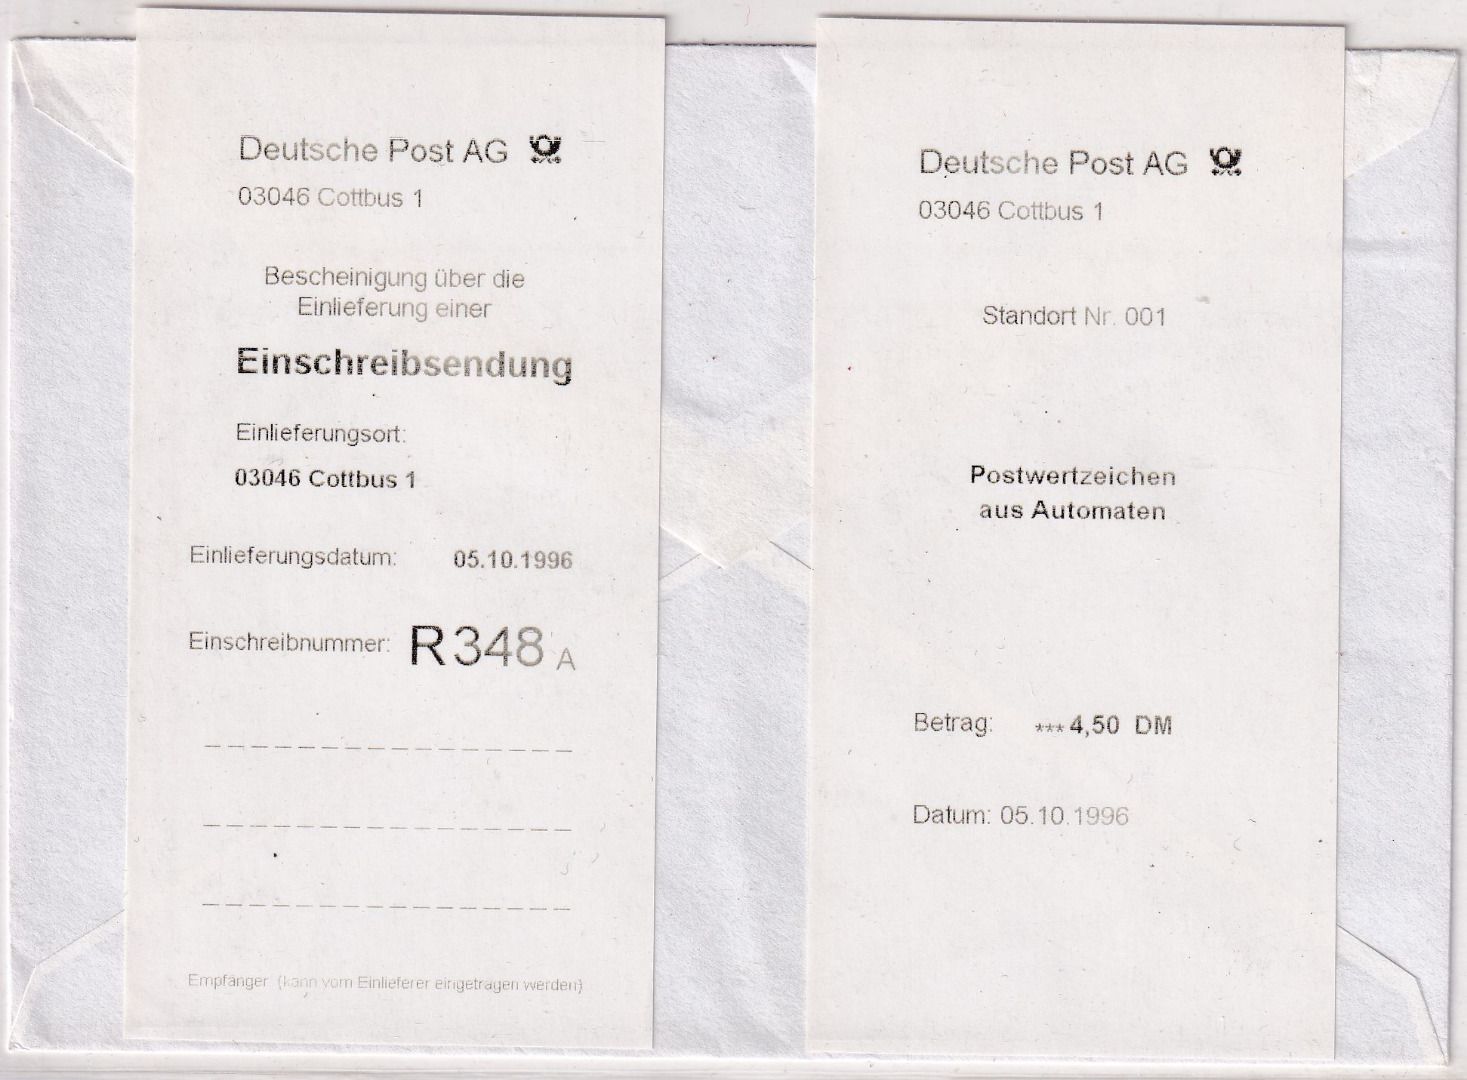 Deutsche Post AG
03046 Cottbus 1
Bescheinigung über die
Einlieferung einer
Einschreibsendung
Einlieferungsort:
03046 Cottbus 1
Einlieferungsdatum: 05.10.1996
Einschreibnummer: R348 A
Empfänger (kann vom Einlieferer eingetragen werden)
Deutsche Post AG
03046 Cottbus 1
Standort Nr. 001
Postwertzeichen
aus Automaten
Betrag: ***4,50 DM
Datum: 05.10.1996